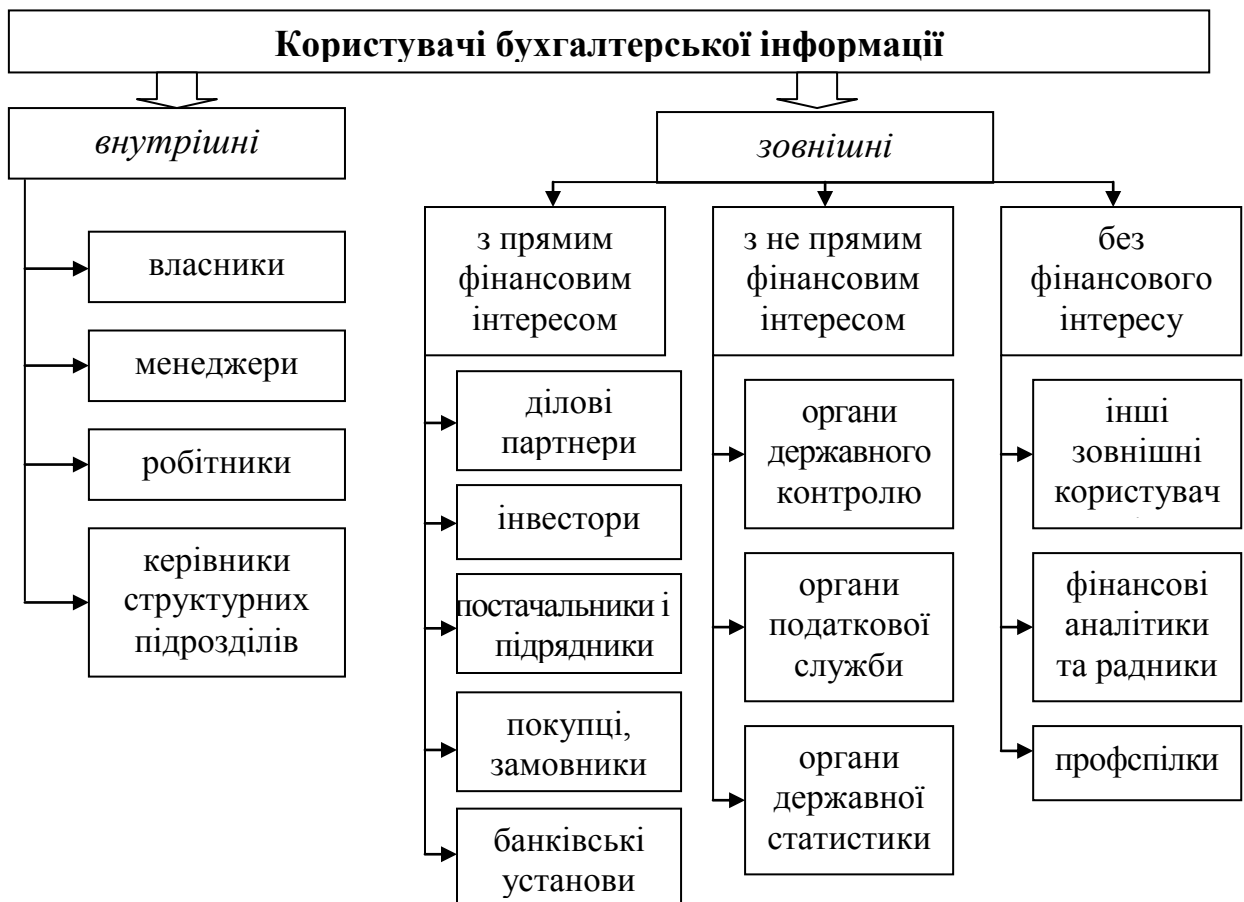 Користувачі бухгалтерської інформації
внутрішні
власники
менеджери
робітники
керівники
структурних
підрозділів
зовнішні
з прямим
фінансовим
інтересом
ділові
партнери
інвестори
постачальники і
підрядники
покупці,
замовники
банківські
установи
з не прямим
фінансовим
інтересом
органи
державного
контролю
органи
податкової
служби
органи
державної
статистики
без
фінансового
інтересу
інші
зовнішні
користувач
фінансові
аналітики
та радники
профспілки